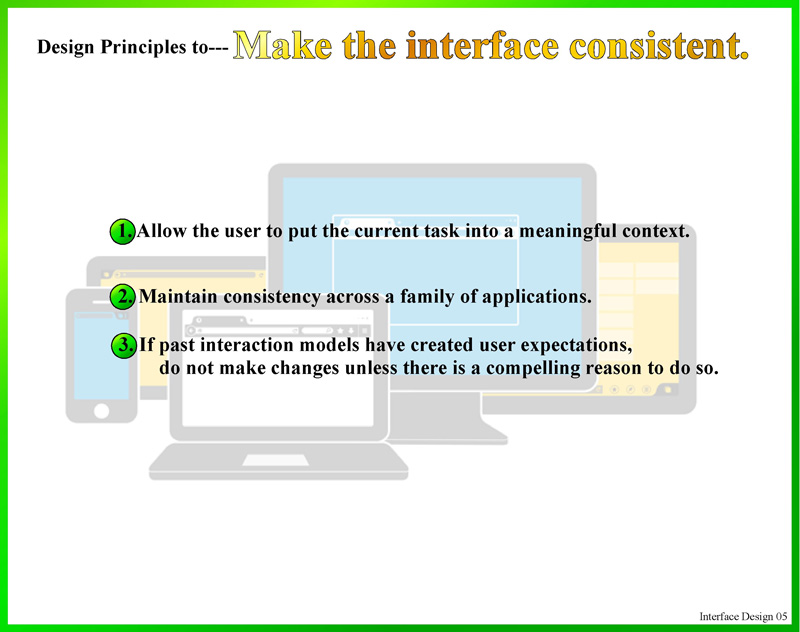 Design Principles to--- Make the interface consistent.
1. Allow the user to put the current task into a meaningful context.
2. Maintain consistency across a family of applications.
3. If past interaction models have created user expectations,
do not make changes unless there is a compelling reason to do so.
Interface Design 05